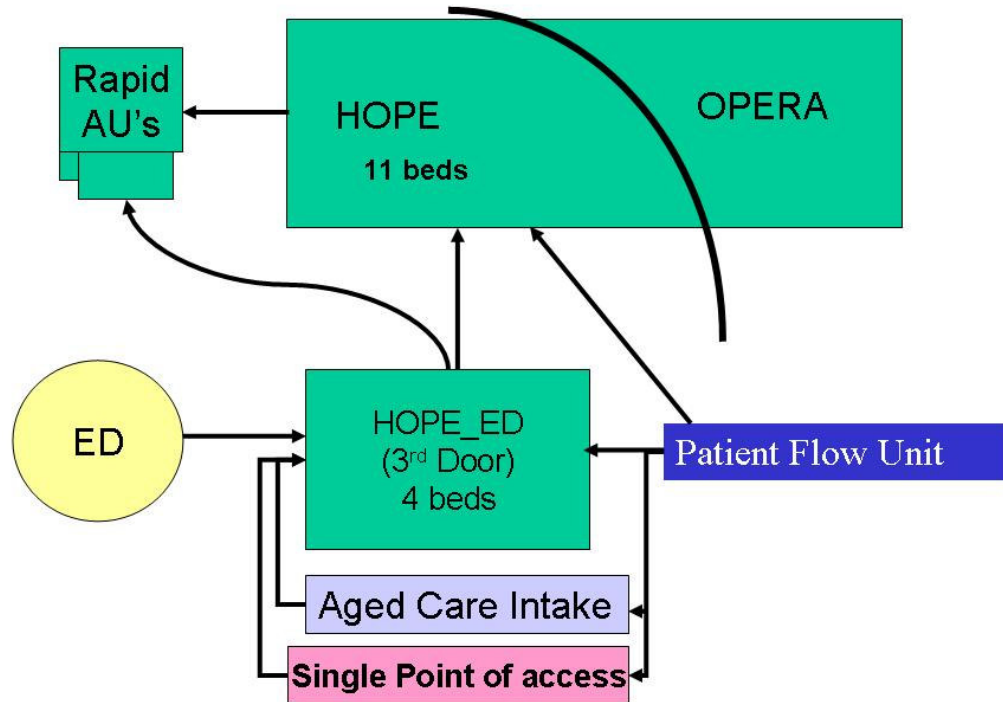 Rapid
AU's
HOPE
11 beds
OPERA
ED
HOPE_ED
(3rd Door)
4 beds
Patient Flow Unit
Aged Care Intake
Single Point of access